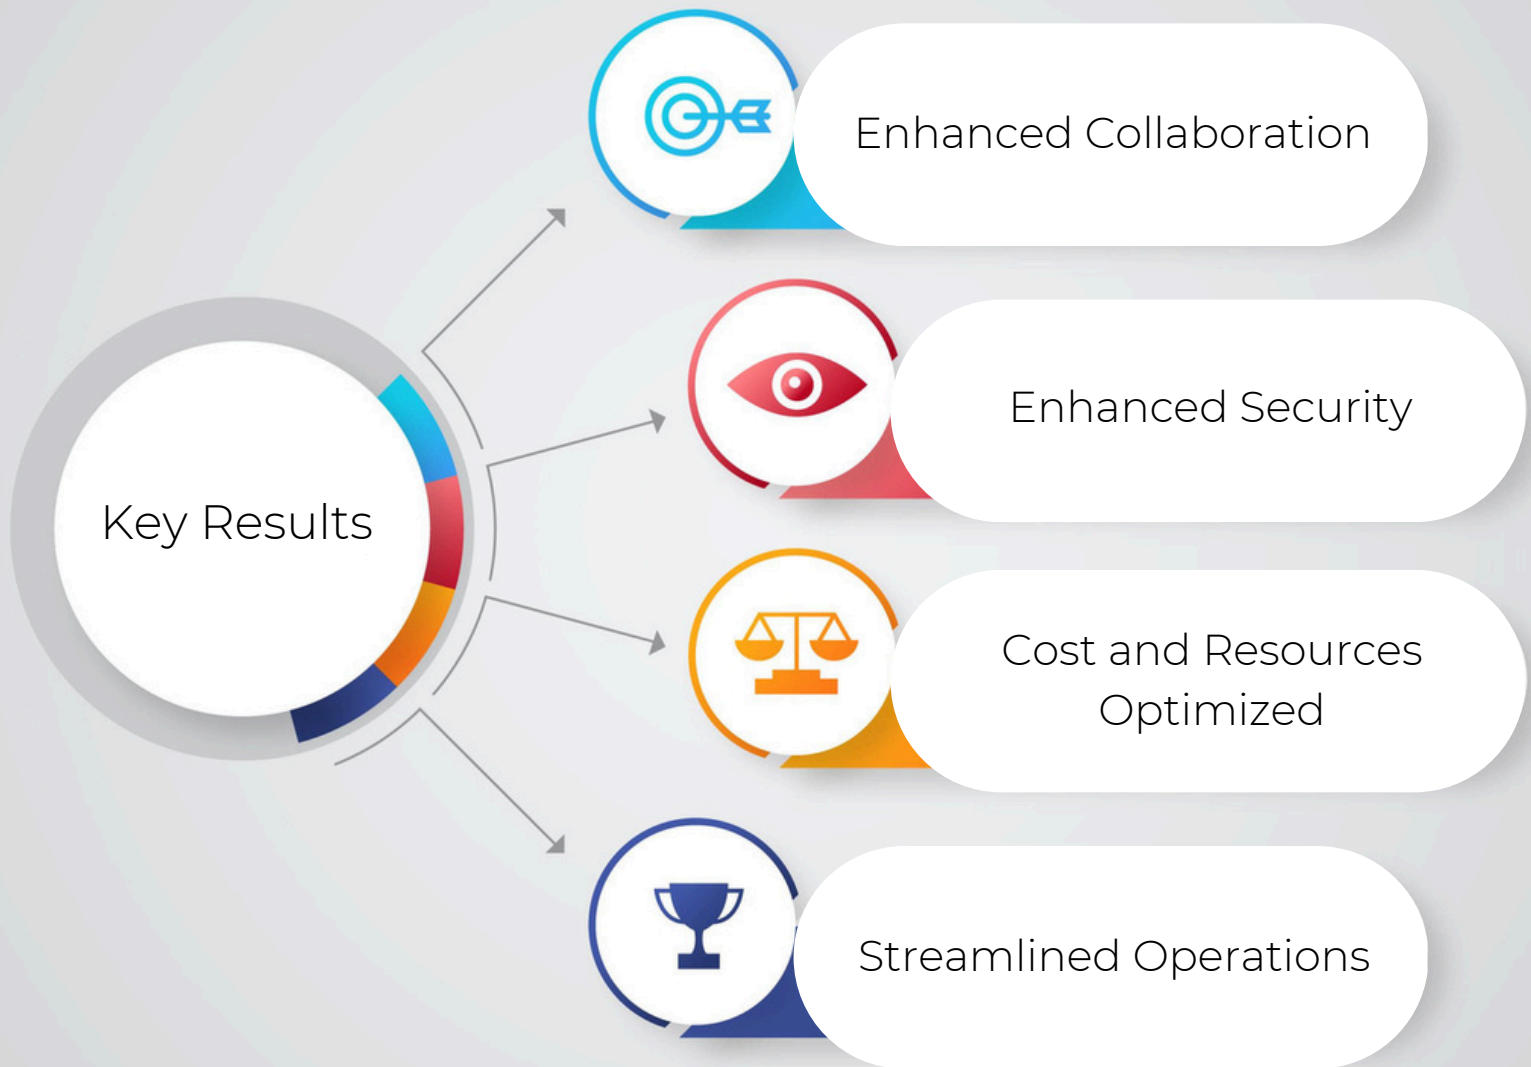 Key Results
Enhanced Collaboration
Enhanced Security
Cost and Resources
Optimized
Streamlined Operations